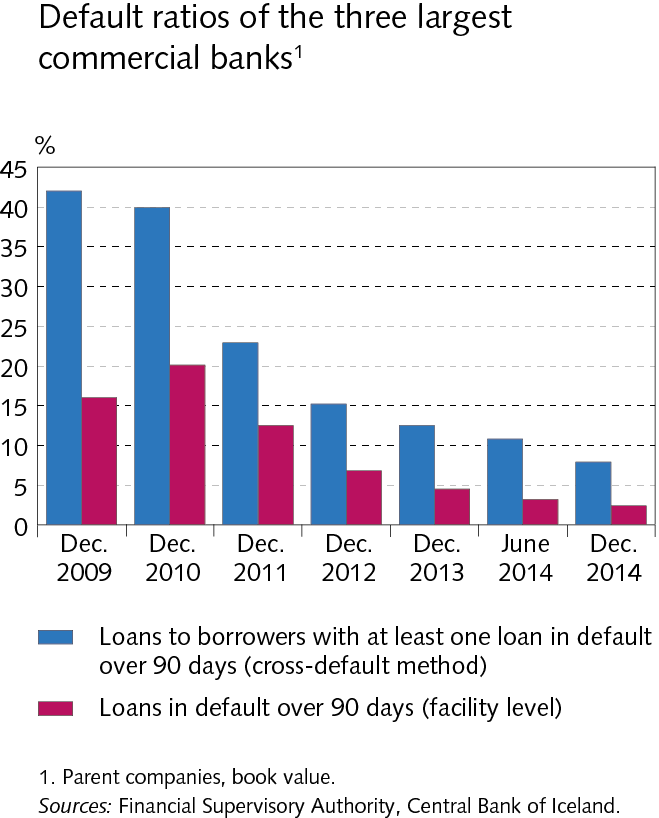 Default ratios of the three largest
commercial banks¹
%
45
40
35
30
25
20
15
10
5
0
Dec. Dec. Dec. Dec. Dec. June Dec.
2009 2010 2011 2012 2013 2014 2014
Loans to borrowers with at least one loan in default
over 90 days (cross-default method)
Loans in default over 90 days (facility level)
1. Parent companies, book value.
Sources: Financial Supervisory Authority, Central Bank of Iceland.